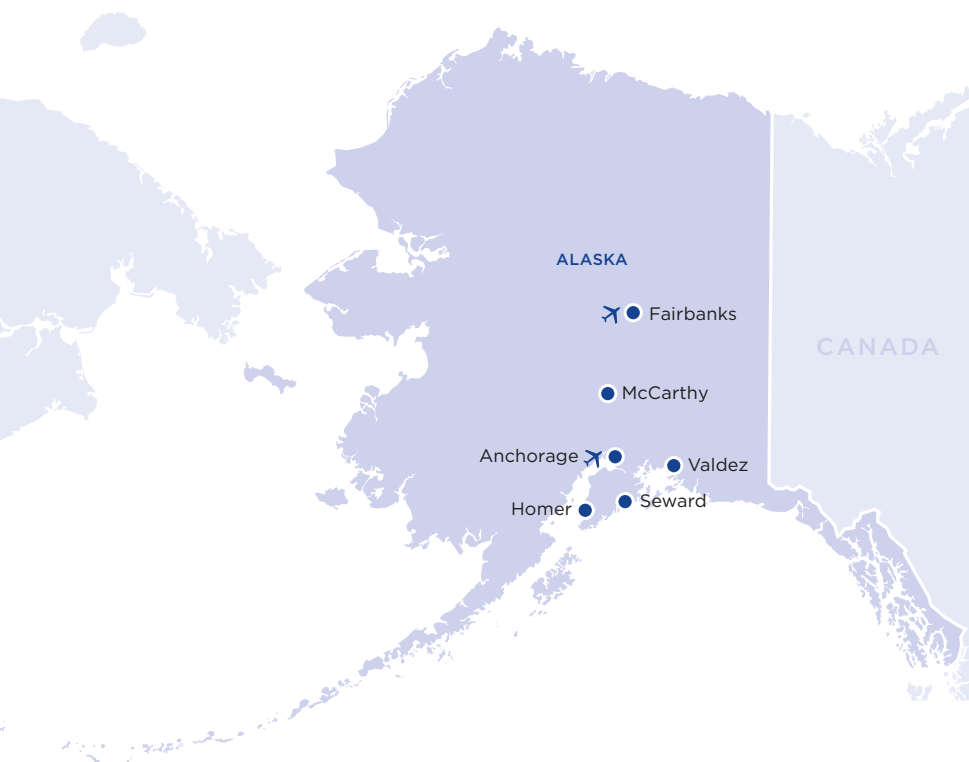 ALASKA
Fairbanks
CANADA
McCarthy
Anchorage
Valdez
Seward
Homer